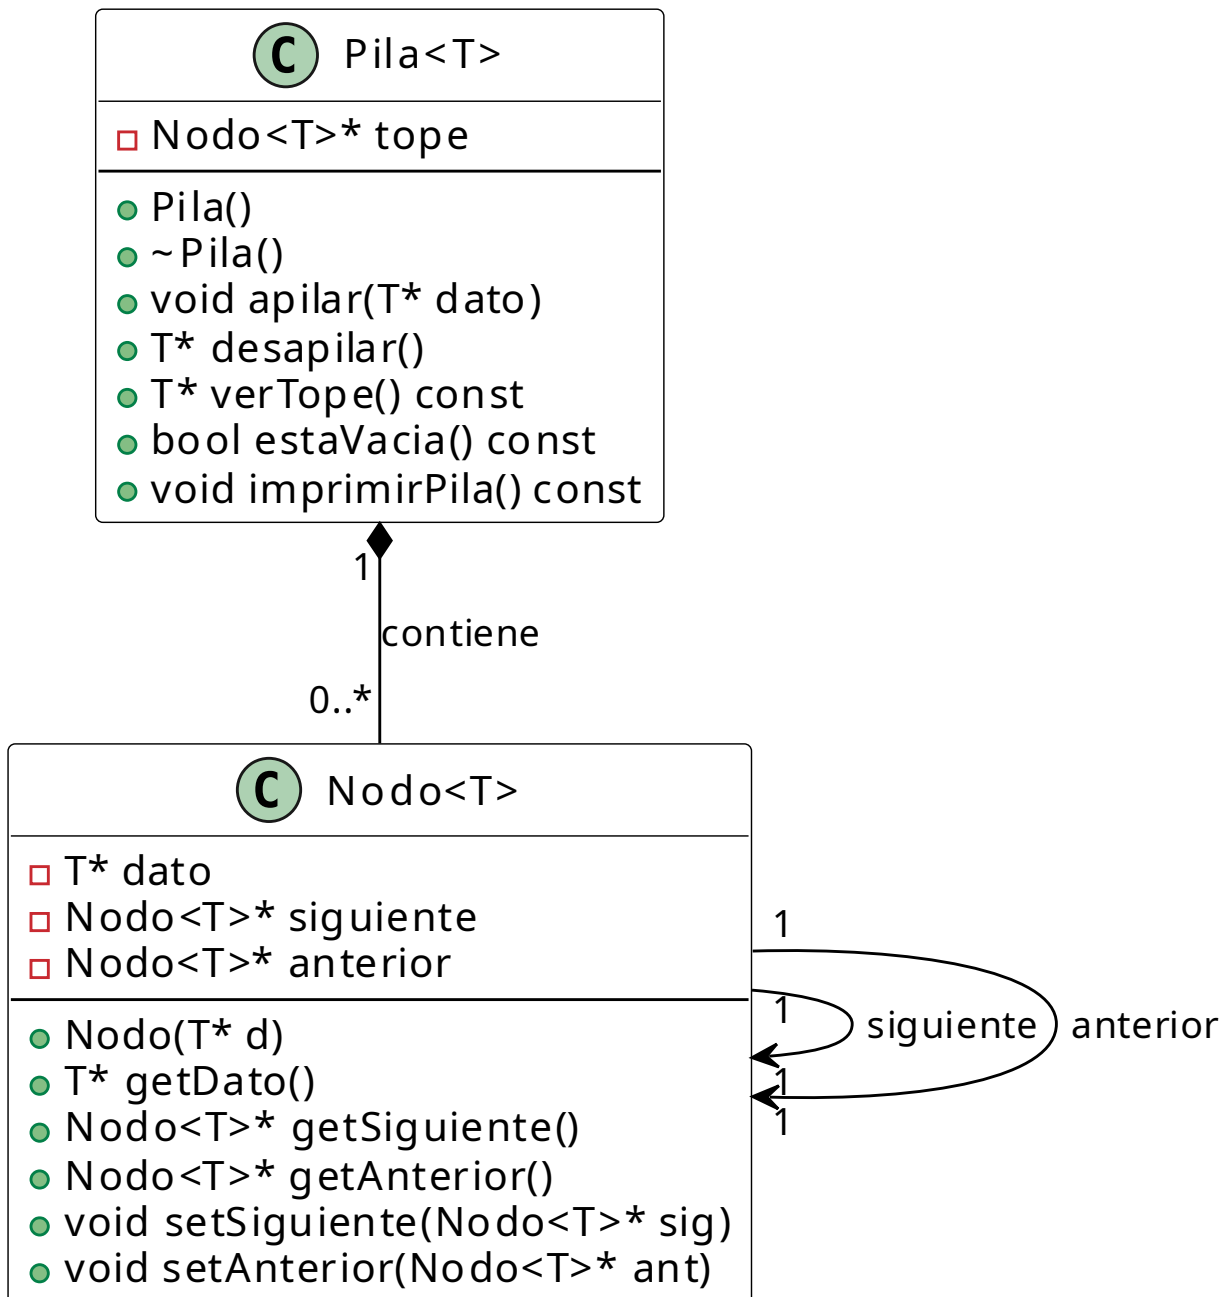 C Pila<T>
Nodo<T>* tope
Pila()
~Pila()
void apilar(T* dato)
T* desapilar()
T* verTope() const
bool estaVacia() const
void imprimirPila() const
1
contiene
0..*
C Nodo<T>
T* dato
Nodo<T>* siguiente
Nodo<T>* anterior
Nodo(T* d)
T* getDato()
Nodo<T>* getSiguiente()
Nodo<T>* getAnterior()
void setSiguiente(Nodo<T>* sig)
void setAnterior(Nodo<T>* ant)
1
1
siguiente
anterior
1
1